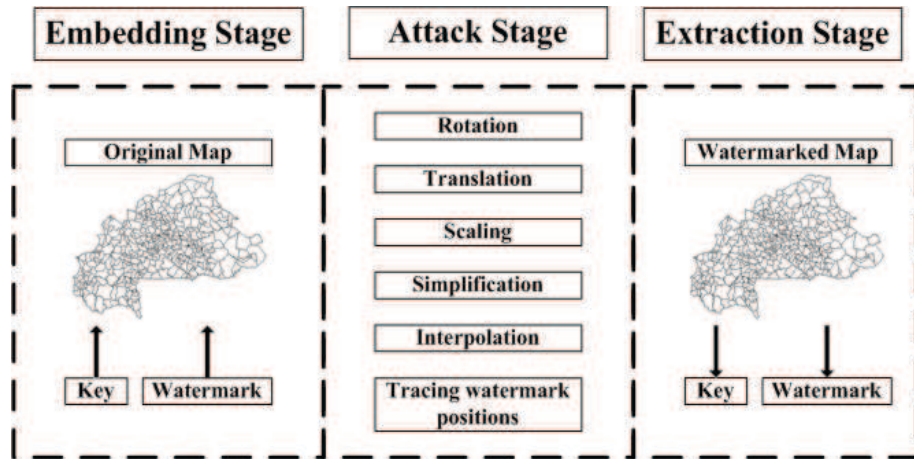 Embedding Stage
Attack Stage
Extraction Stage
Original Map
Key
Watermark
Rotation
Translation
Scaling
Simplification
Interpolation
Tracing watermark
positions
Watermarked Map
Key
Watermark